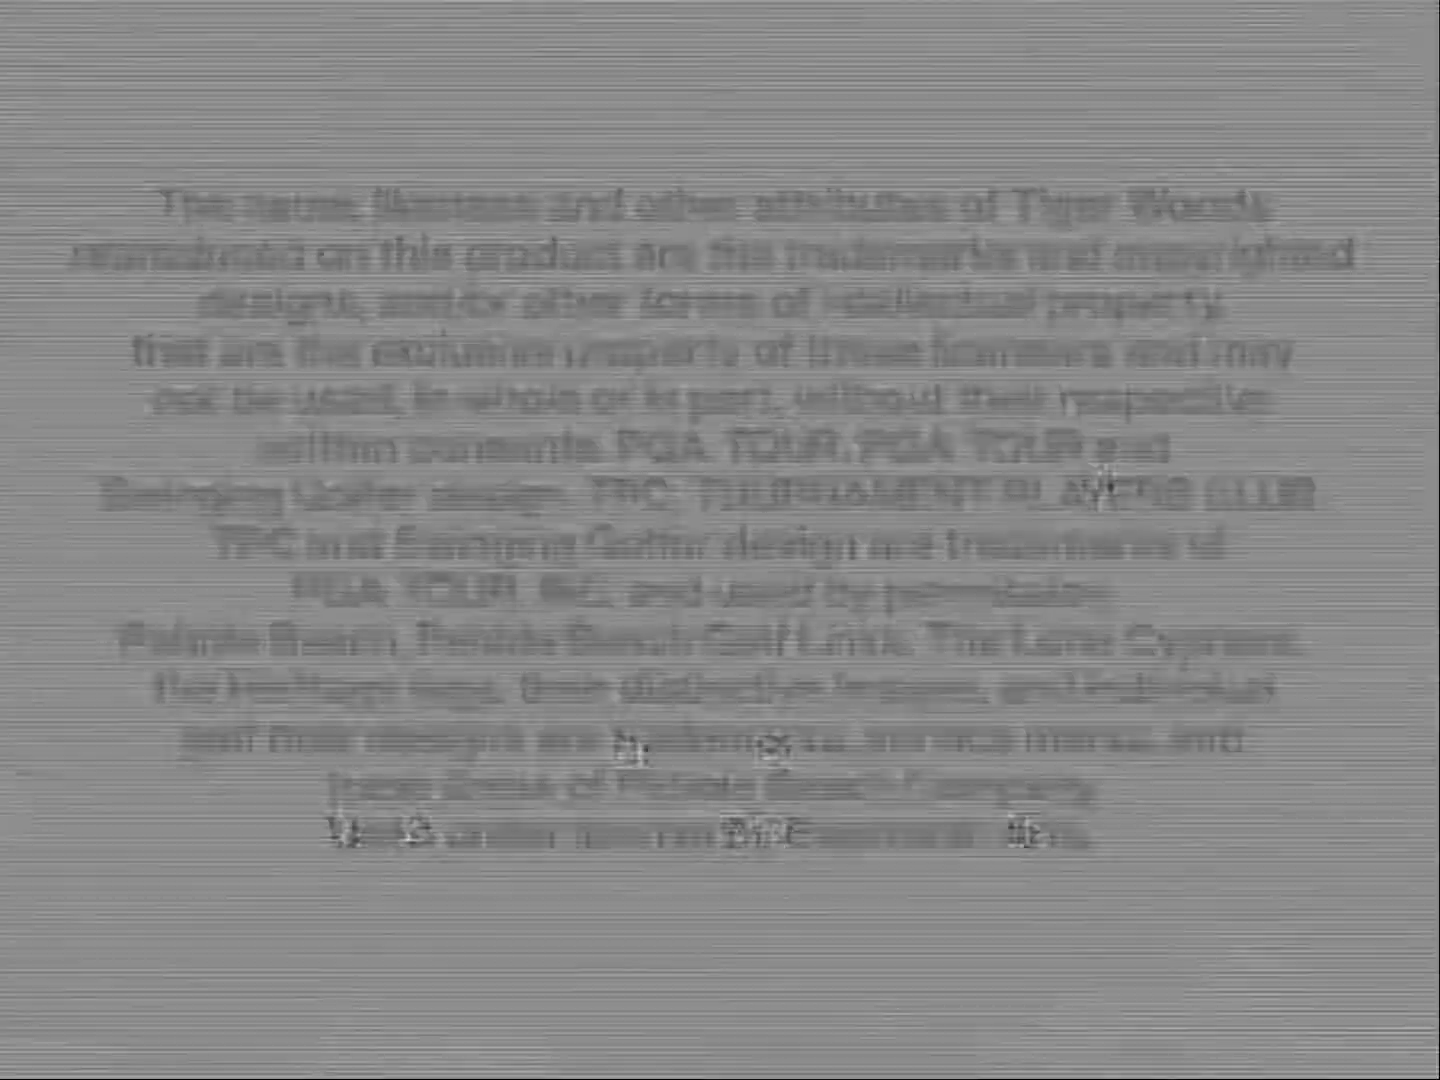 The name, likeness and other attributes of Tiger Woods
reproduced on this product are the trademarks and copyrighted
designs, and/or other forms of intellectual property
that are the exclusive property of these licensors and may
not be used, in whole or in part, without their respective
written consents. PGA TOUR, PGA TOUR and
Swinging Golfer design, TPC, TOURNAMENT PLAYERS CLUB
TPC and Swinging Golfer design are trademarks of
PGA TOUR, INC. and used by permission.
Pebble Beach, Pebble Beach Golf Links, The Lone Cypress,
the Heritage logo, their distinctive images, and individual
golf hole designs are trademarks, service marks and
trade dress of Pebble Beach Company